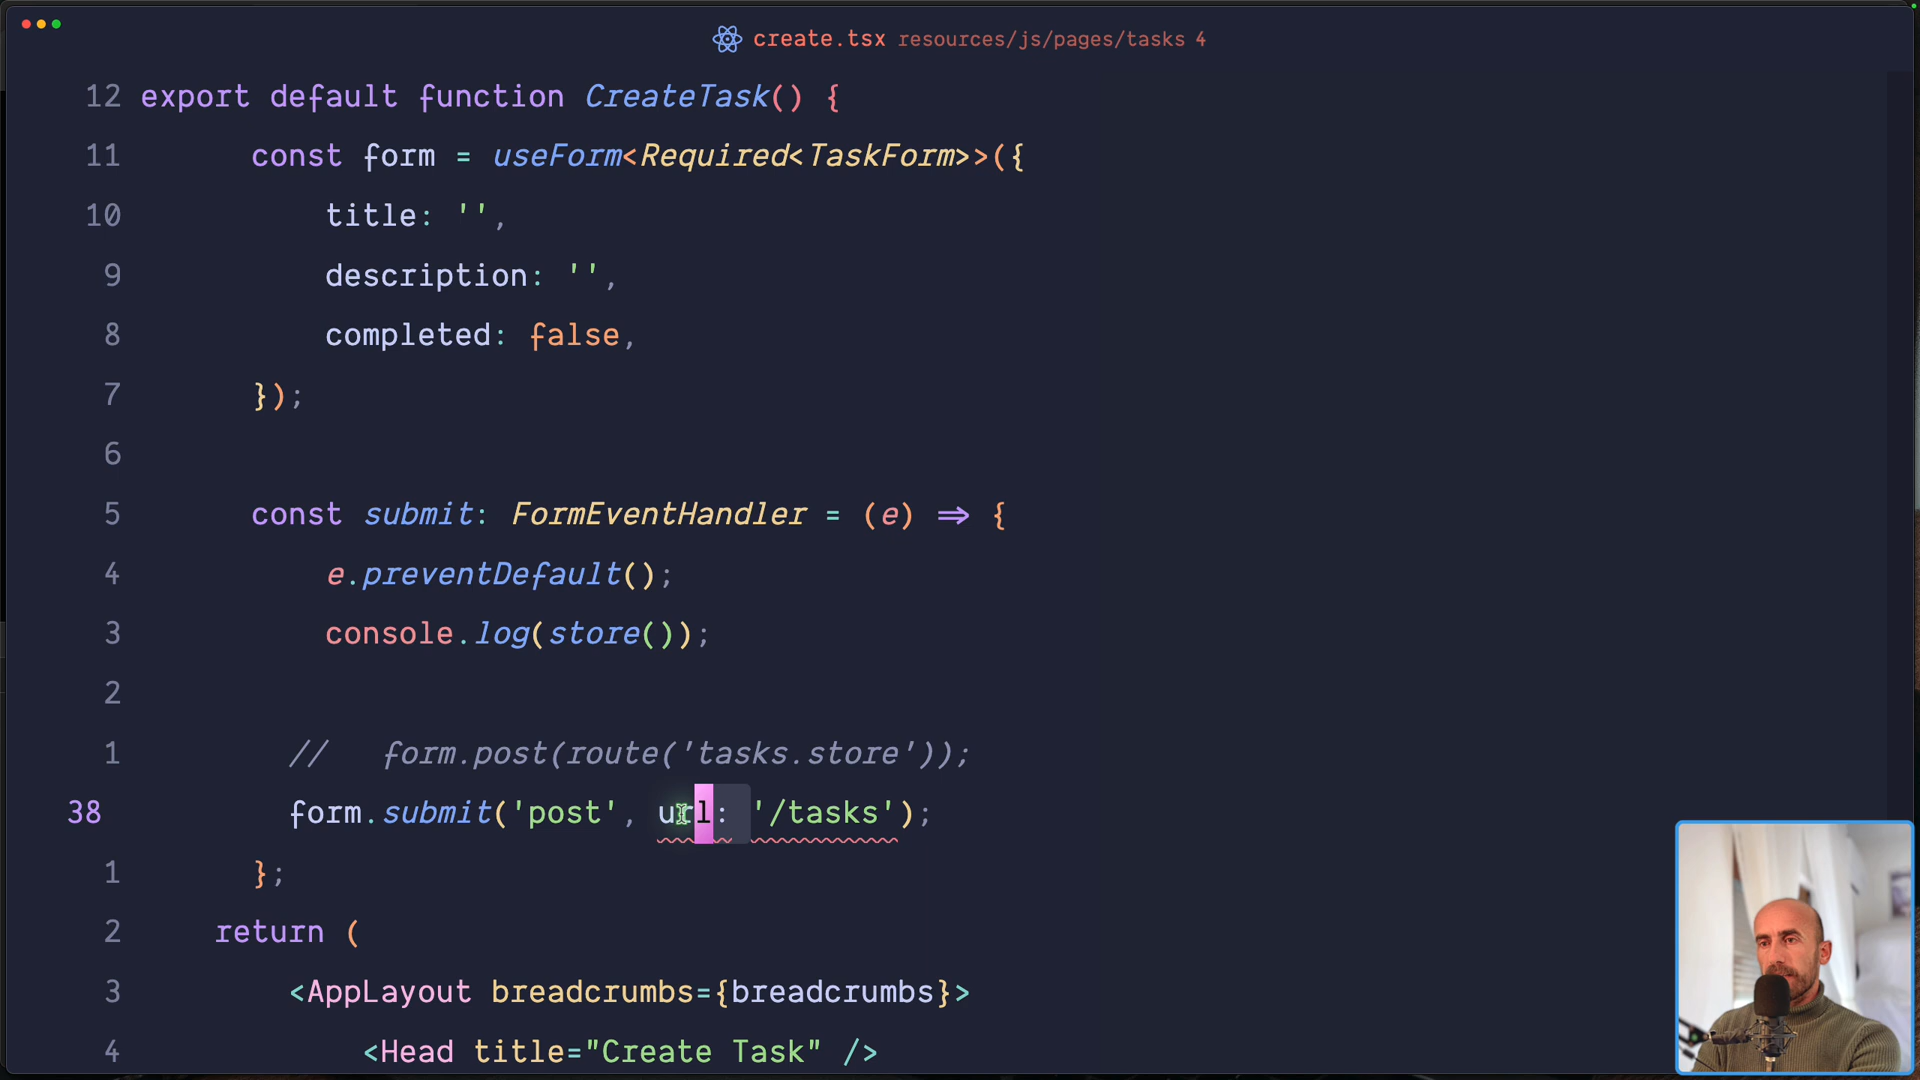 create.tsx resources/js/pages/tasks 4
12 export default function CreateTask() {
11 const form = useForm<Required<TaskForm>>({
10 title: '',
9 description: '',
8 completed: false,
7 });
6
5 const submit: FormEventHandler = (e) => {
4 e.preventDefault();
3 console.log(store());
2
1 // form.post(route('tasks.store'));
38 form.submit('post', url: '/tasks');
1 };
2 return (
3 <AppLayout breadcrumbs={breadcrumbs}>
4 <Head title="Create Task" />